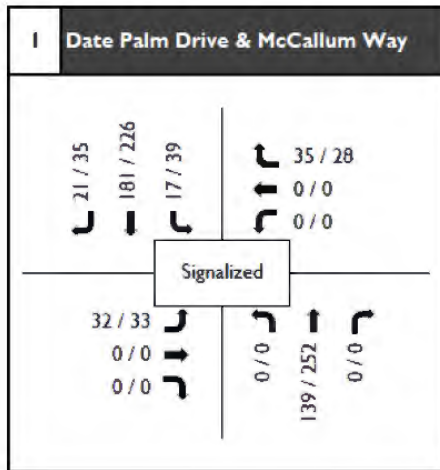 1 Date Palm Drive & McCallum Way
21 / 35
181 / 226
17 / 39
35 / 28
0 / 0
0 / 0
Signalized
32 / 33
0 / 0
0 / 0
0 / 0
139 / 252
0 / 0